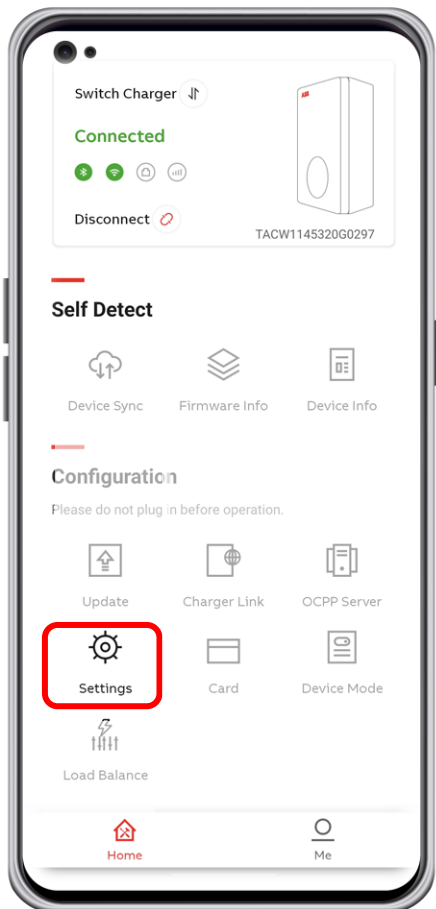 Switch Charger
ABB
Connected
Disconnect
TACW1145320G0297
Self Detect
Device Sync
Firmware Info
Device Info
Configuration
Please do not plug in before operation.
Update
Charger Link
OCPP Server
Settings
Card
Device Mode
Load Balance
Home
Me